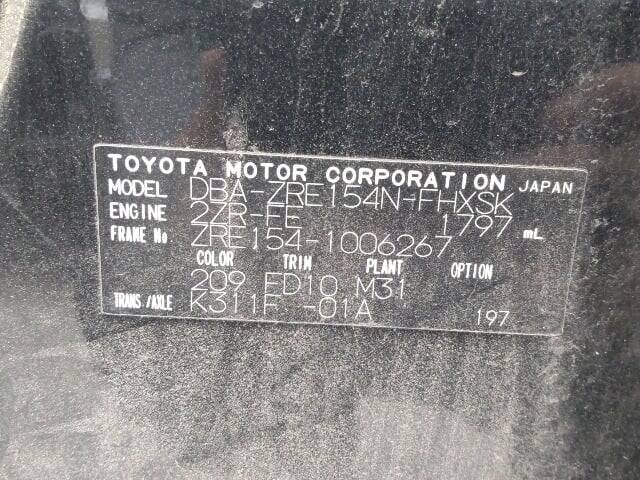 TOYOTA MOTOR CORPORATION JAPAN
MODEL DBA-ZRE154N-FHXSK
ENGINE 2ZR-FE 1797 mL
FRAME No ZRE154-1006267
COLOR TRIM PLANT OPTION
209 FD10 M31
TRANS./AXLE K311F -01A 197